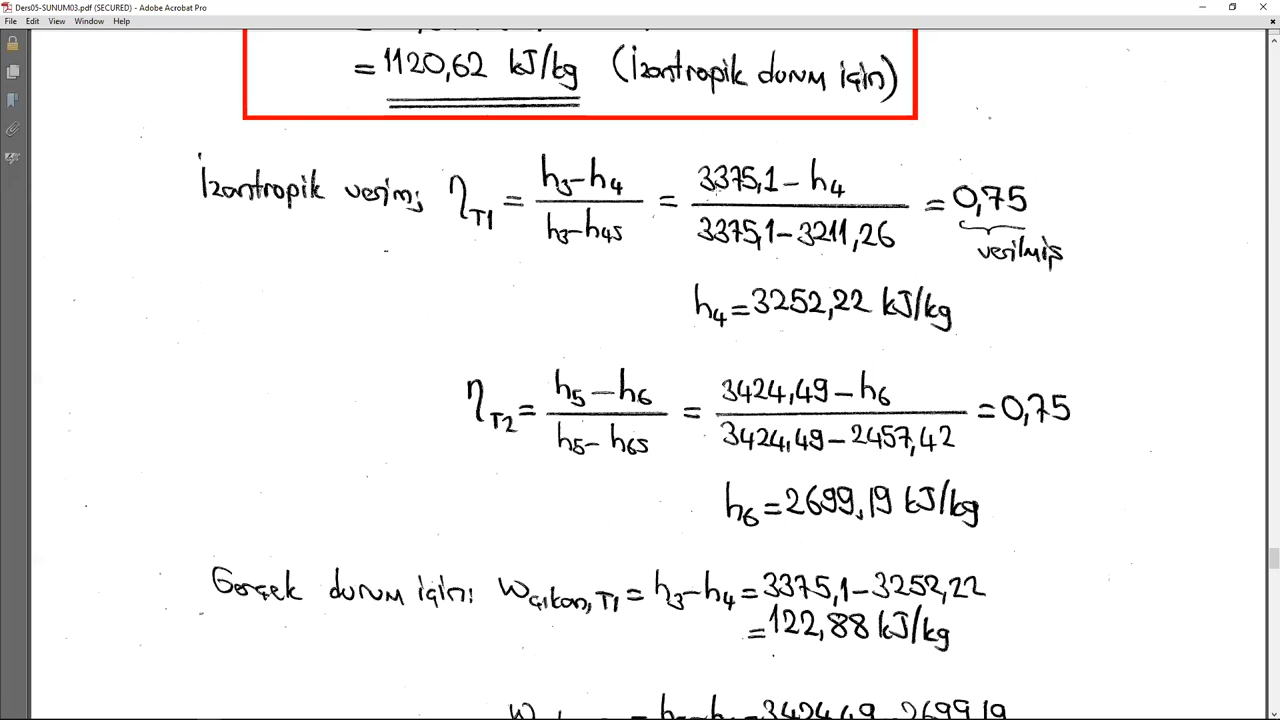 Ders05-SUNUM03.pdf (SECURED) - Adobe Acrobat Pro
File Edit View Window Help
= 1120,62 kJ/kg (İzantropik durum için)
İzantropik verim; η_T1 = (h3-h4)/(h3-h4s) = (3375,1-h4)/(3375,1-3211,26) = 0,75
verilmiş
h4 = 3252,22 kJ/kg
η_T2 = (h5-h6)/(h5-h6s) = (3424,49-h6)/(3424,49-2457,42) = 0,75
h6 = 2699,19 kJ/kg
Gerçek durum için: w_çıkan,T1 = h3-h4 = 3375,1-3252,22
= 122,88 kJ/kg